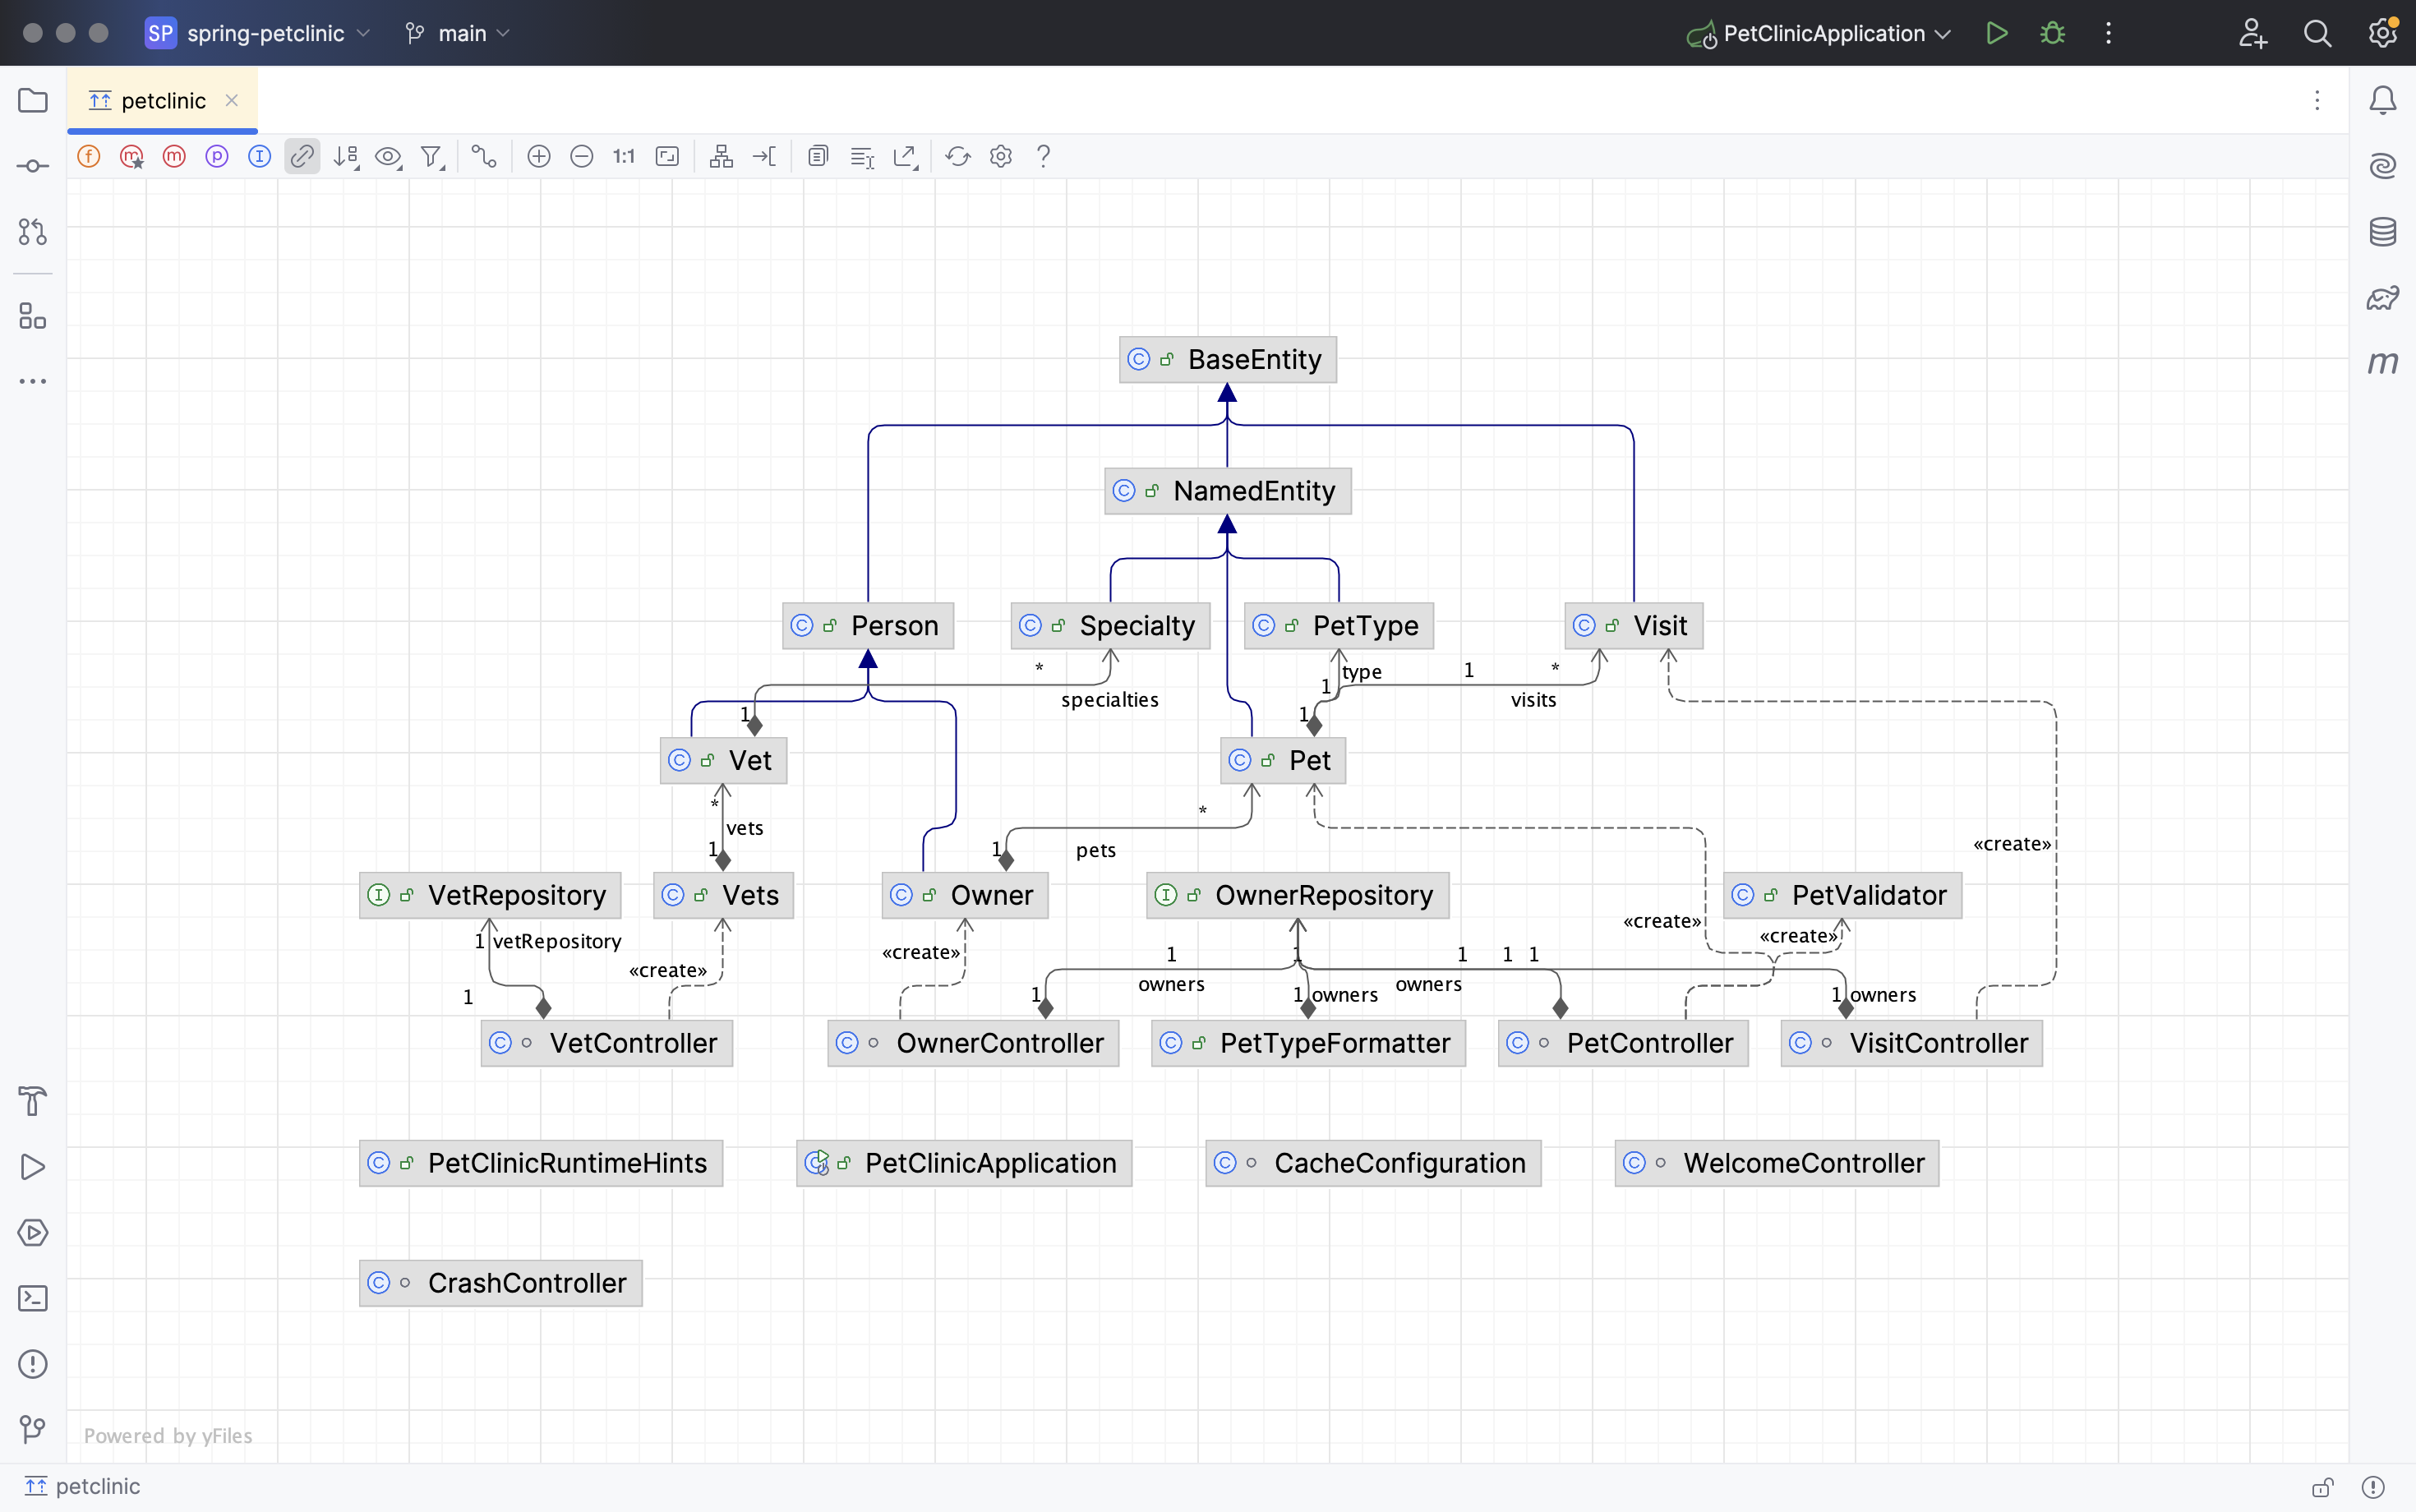 SP spring-petclinic main PetClinicApplication
petclinic
f m m p I 1:1 ?
m
C BaseEntity
C NamedEntity
C Person C Specialty C PetType C Visit
* type 1 *
1
specialties visits
1 1
C Vet C Pet
* *
vets
1 1 pets «create»
I VetRepository C Vets C Owner I OwnerRepository C PetValidator
«create»
1 vetRepository «create» «create»
1 1 1 1 1
«create»
owners owners
1 1 1 owners 1 owners
C VetController C OwnerController C PetTypeFormatter C PetController C VisitController
C PetClinicRuntimeHints C PetClinicApplication C CacheConfiguration C WelcomeController
C CrashController
Powered by yFiles
petclinic